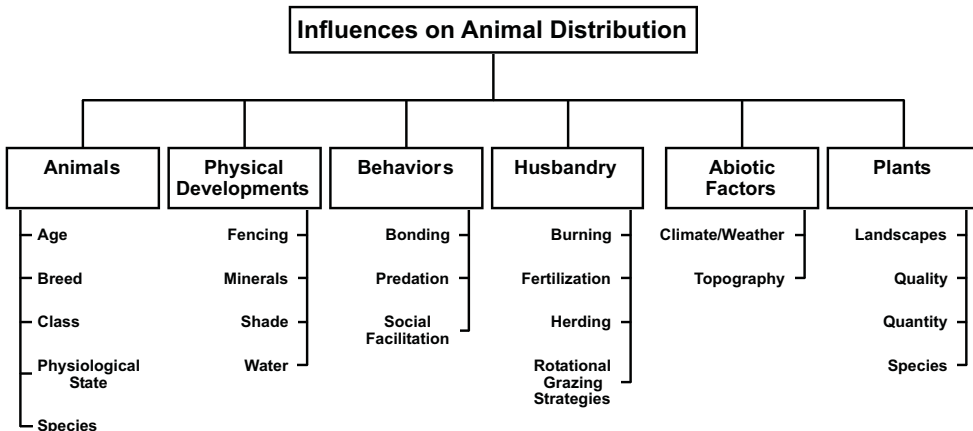 Influences on Animal Distribution
Animals
Age
Breed
Class
Physiological
State
Species
Physical
Developments
Fencing
Minerals
Shade
Water
Behaviors
Bonding
Predation
Social
Facilitation
Husbandry
Burning
Fertilization
Herding
Rotational
Grazing
Strategies
Abiotic
Factors
Climate/Weather
Topography
Plants
Landscapes
Quality
Quantity
Species